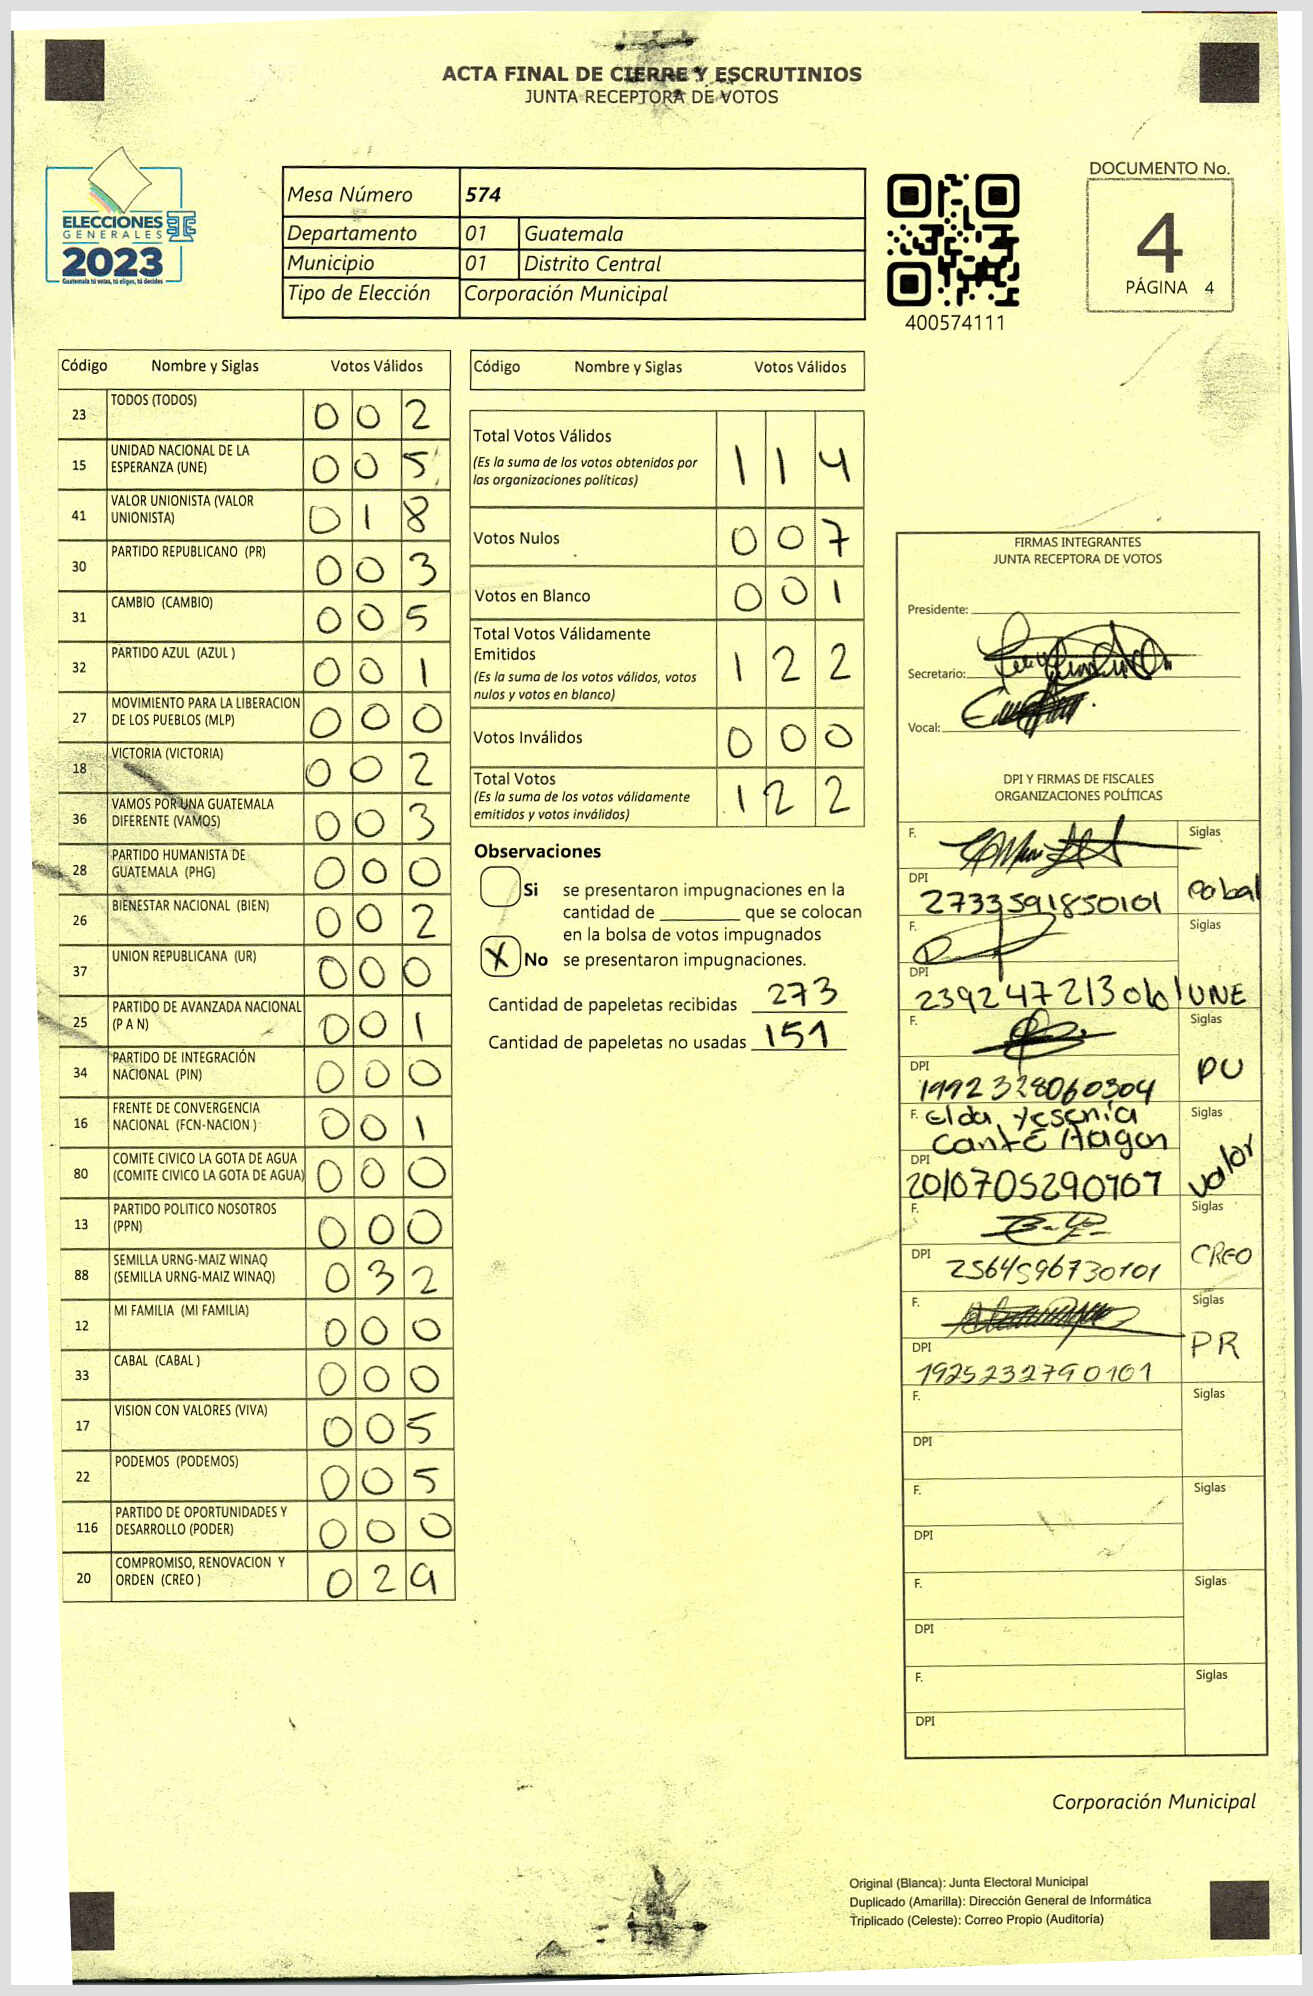 ACTA FINAL DE CIERRE Y ESCRUTINIOS
JUNTA RECEPTORA DE VOTOS
ELECCIONES
GENERALES
2023
Guatemala tú votas, tú eliges, tú decides
Mesa Número 574
Departamento 01 Guatemala
Municipio 01 Distrito Central
Tipo de Elección Corporación Municipal
400574111
DOCUMENTO No.
4
PÁGINA 4
Código Nombre y Siglas Votos Válidos
23 TODOS (TODOS) 0 0 2
15 UNIDAD NACIONAL DE LA
ESPERANZA (UNE) 0 0 5
41 VALOR UNIONISTA (VALOR
UNIONISTA) 0 1 8
30 PARTIDO REPUBLICANO (PR) 0 0 3
31 CAMBIO (CAMBIO) 0 0 5
32 PARTIDO AZUL (AZUL ) 0 0 1
27 MOVIMIENTO PARA LA LIBERACION
DE LOS PUEBLOS (MLP) 0 0 0
18 VICTORIA (VICTORIA) 0 0 2
36 VAMOS POR UNA GUATEMALA
DIFERENTE (VAMOS) 0 0 3
28 PARTIDO HUMANISTA DE
GUATEMALA (PHG) 0 0 0
26 BIENESTAR NACIONAL (BIEN) 0 0 2
37 UNION REPUBLICANA (UR) 0 0 0
25 PARTIDO DE AVANZADA NACIONAL
(P A N) 0 0 1
34 PARTIDO DE INTEGRACIÓN
NACIONAL (PIN) 0 0 0
16 FRENTE DE CONVERGENCIA
NACIONAL (FCN-NACION ) 0 0 1
80 COMITE CIVICO LA GOTA DE AGUA
(COMITE CIVICO LA GOTA DE AGUA) 0 0 0
13 PARTIDO POLITICO NOSOTROS
(PPN) 0 0 0
88 SEMILLA URNG-MAIZ WINAQ
(SEMILLA URNG-MAIZ WINAQ) 0 3 2
12 MI FAMILIA (MI FAMILIA) 0 0 0
33 CABAL (CABAL ) 0 0 0
17 VISION CON VALORES (VIVA) 0 0 5
22 PODEMOS (PODEMOS) 0 0 5
116 PARTIDO DE OPORTUNIDADES Y
DESARROLLO (PODER) 0 0 0
20 COMPROMISO, RENOVACION Y
ORDEN (CREO ) 0 2 9
Código Nombre y Siglas Votos Válidos
Total Votos Válidos
(Es la suma de los votos obtenidos por
las organizaciones políticas) 1 1 4
Votos Nulos 0 0 7
Votos en Blanco 0 0 1
Total Votos Válidamente
Emitidos
(Es la suma de los votos válidos, votos
nulos y votos en blanco) 1 2 2
Votos Inválidos 0 0 0
Total Votos
(Es la suma de los votos válidamente
emitidos y votos inválidos) 1 2 2
Observaciones
Si se presentaron impugnaciones en la
cantidad de ________ que se colocan
en la bolsa de votos impugnados
X No se presentaron impugnaciones.
Cantidad de papeletas recibidas 273
Cantidad de papeletas no usadas 151
FIRMAS INTEGRANTES
JUNTA RECEPTORA DE VOTOS
Presidente:
Secretario:
Vocal:
DPI Y FIRMAS DE FISCALES
ORGANIZACIONES POLÍTICAS
F. Siglas
DPI 2733591850101 cabal
F. Siglas
DPI 2392472130101 UNE
F. Siglas
DPI 1992328060304 PU
F. Elda Yesenia Siglas
Canté Hagon
DPI 2010705290707 valor
F. Siglas
DPI 2564596730101 CREO
F. Siglas
DPI 1925232790101 PR
F. Siglas
DPI
F. Siglas
DPI
F. Siglas
DPI
F. Siglas
DPI
Corporación Municipal
Original (Blanca): Junta Electoral Municipal
Duplicado (Amarilla): Dirección General de Informática
Triplicado (Celeste): Correo Propio (Auditoría)